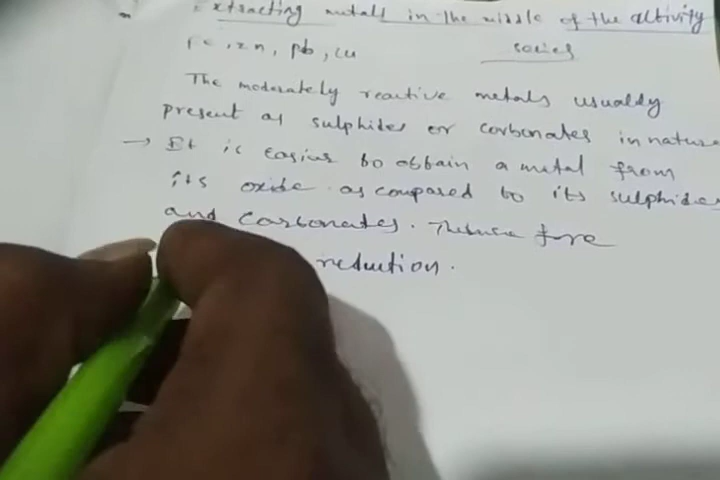 Extracting metals in the middle of the activity
series
Fe, zn, pb, cu
The moderately reactive metals usually
present as sulphides or carbonates in nature
→ It is easier to obtain a metal from
its oxide as compared to its sulphides
and carbonates.
reduction.